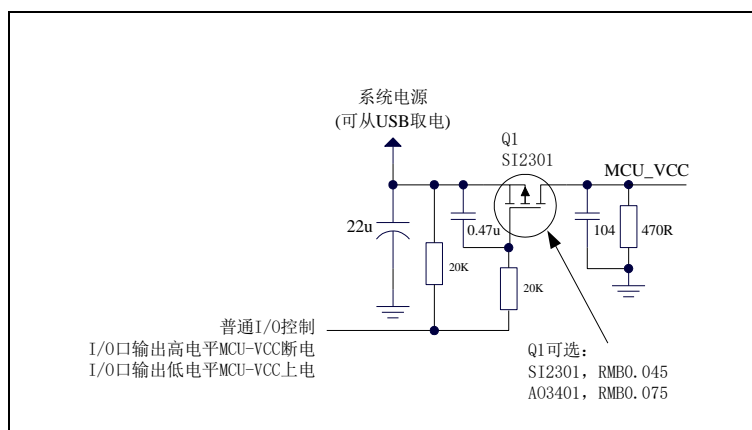 系统电源
(可从USB取电)
Q1
SI2301
MCU_VCC
22u
0.47u
104
470R
20K
20K
普通I/O控制
I/O口输出高电平MCU-VCC断电
I/O口输出低电平MCU-VCC上电
Q1可选:
SI2301, RMB0.045
AO3401, RMB0.075